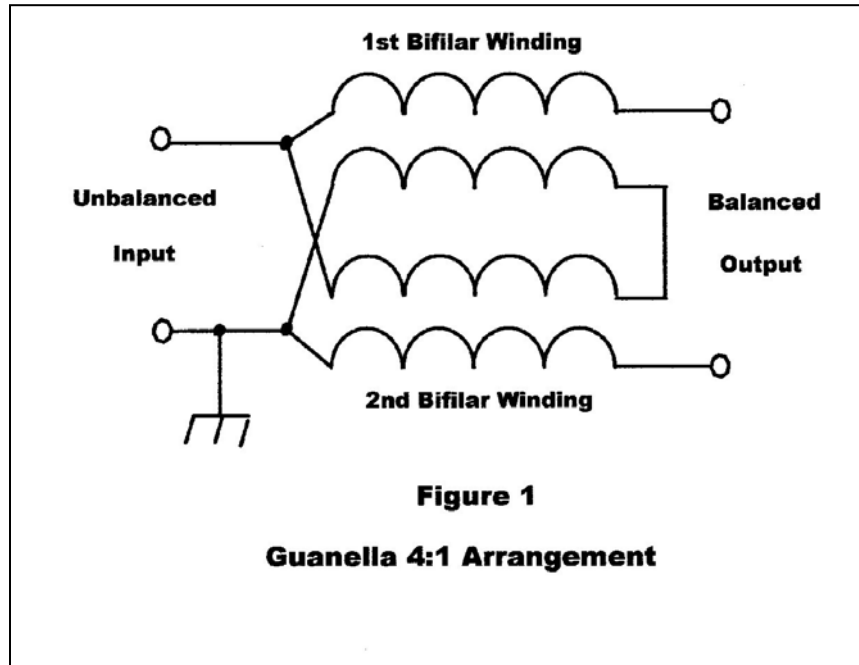 1st Bifilar Winding
Unbalanced
Input
Balanced
Output
2nd Bifilar Winding
Figure 1
Guanella 4:1 Arrangement